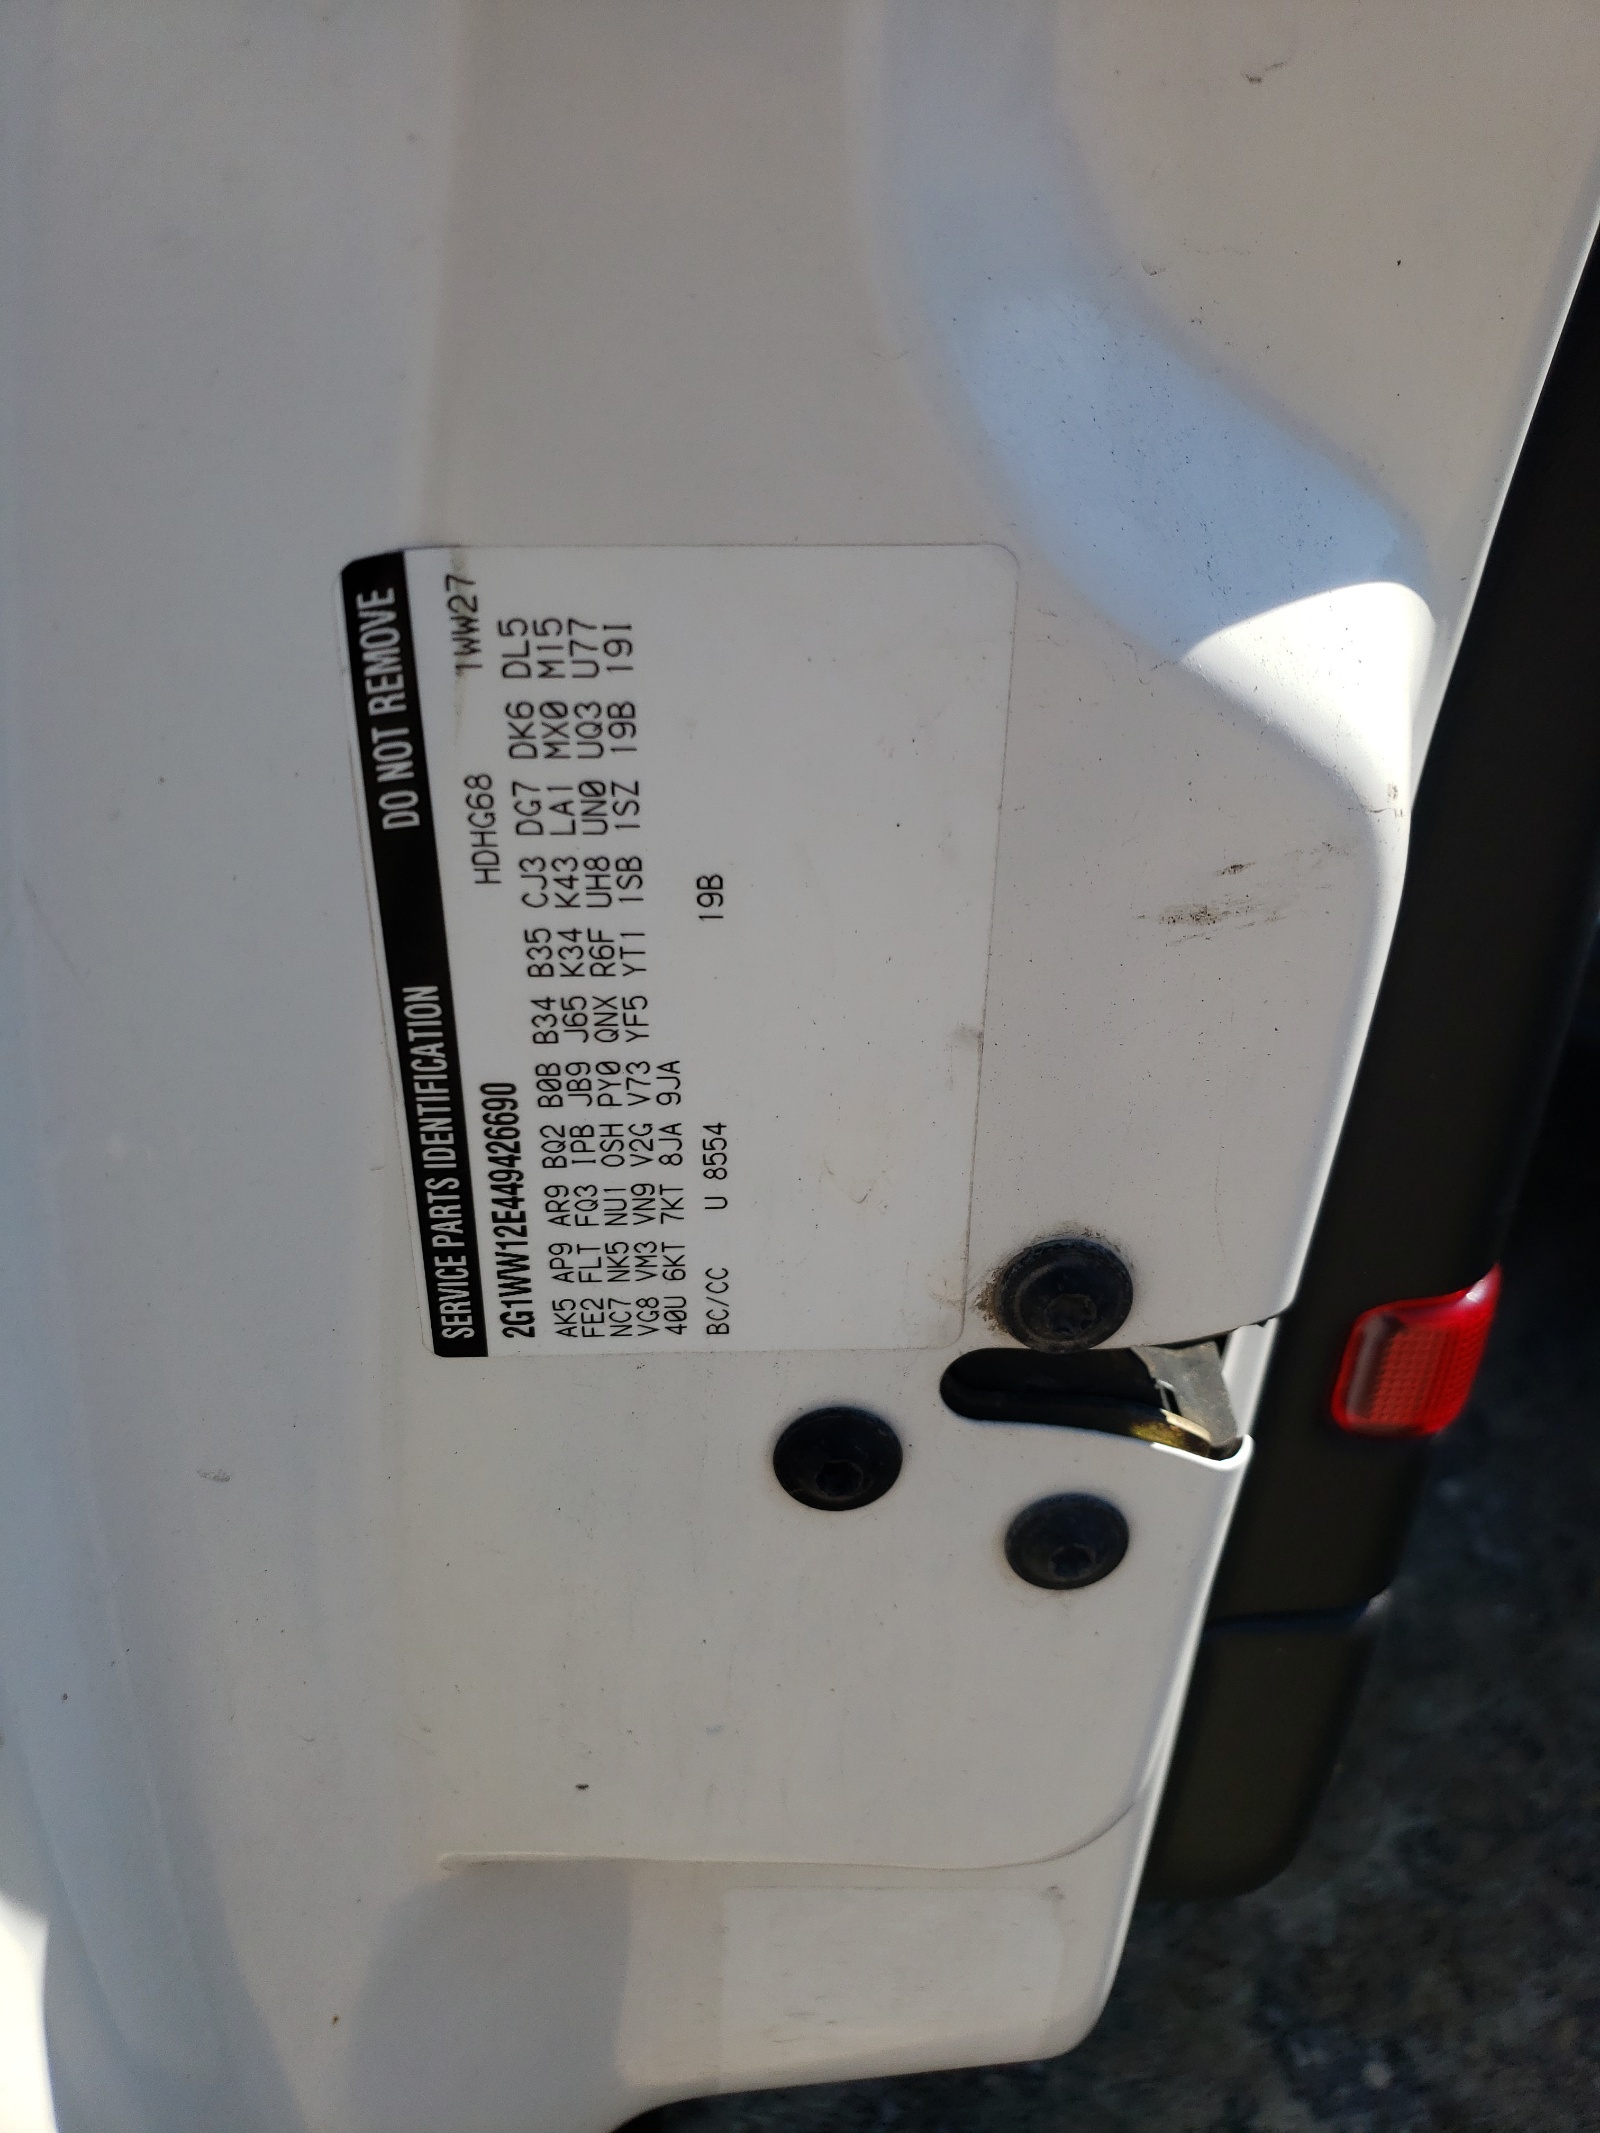 SERVICE PARTS IDENTIFICATION DO NOT REMOVE
2G1WW12E449426690 HDHG68 1WW27
AK5 AP9 AR9 BQ2 B0B B34 B35 CJ3 DG7 DK6 DL5
FE2 FLT FQ3 IPB JB9 J65 K34 K43 LA1 MX0 M15
NC7 NK5 NU1 OSH PY0 QNX R6F UH8 UN0 UQ3 U77
VG8 VM3 VN9 V2G V73 YF5 YT1 1SB 1SZ 19B 19I
40U 6KT 7KT 8JA 9JA
BC/CC U 8554 19B